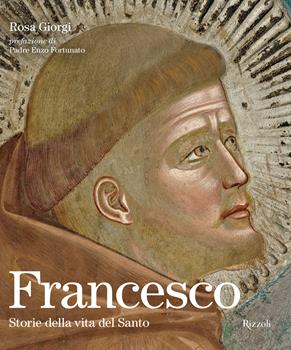 Rosa Giorgi
prefazione di
Padre Enzo Fortunato
Francesco
Storie della vita del Santo
Rizzoli